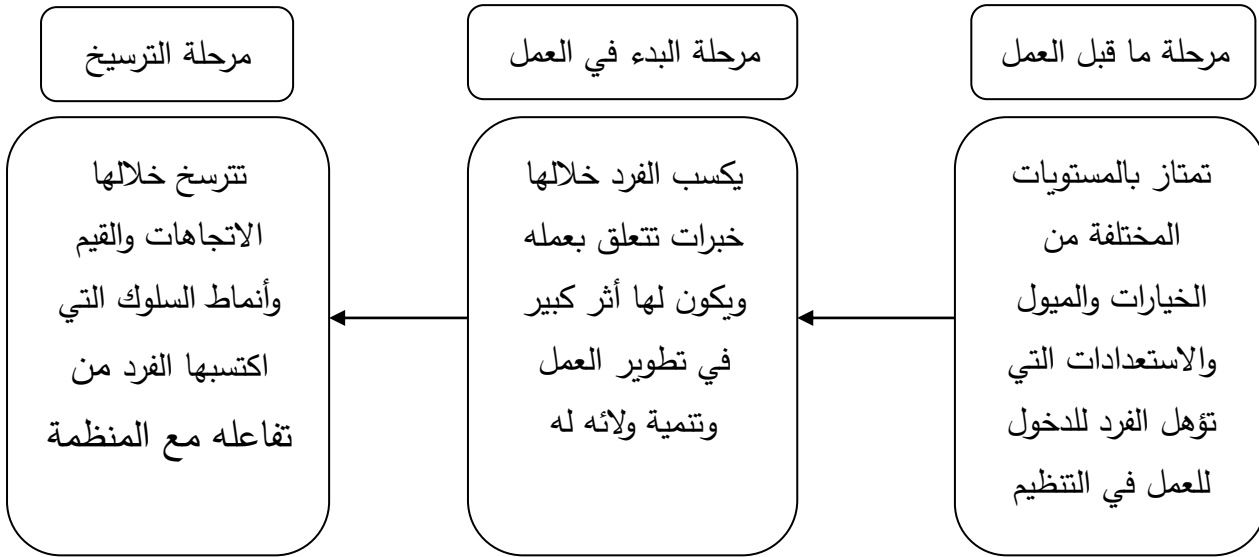 مرحلة ما قبل العمل
تمتاز بالمستويات
المختلفة من
الخيارات والميول
والاستعدادات التي
تؤهل الفرد للدخول
للعمل في التنظيم
مرحلة البدء في العمل
يكسب الفرد خلالها
خبرات تتعلق بعمله
ويكون لها أثر كبير
في تطوير العمل
وتنمية ولائه له
مرحلة الترسيخ
تترسخ خلالها
الاتجاهات والقيم
وأنماط السلوك التي
اكتسبها الفرد من
تفاعله مع المنظمة